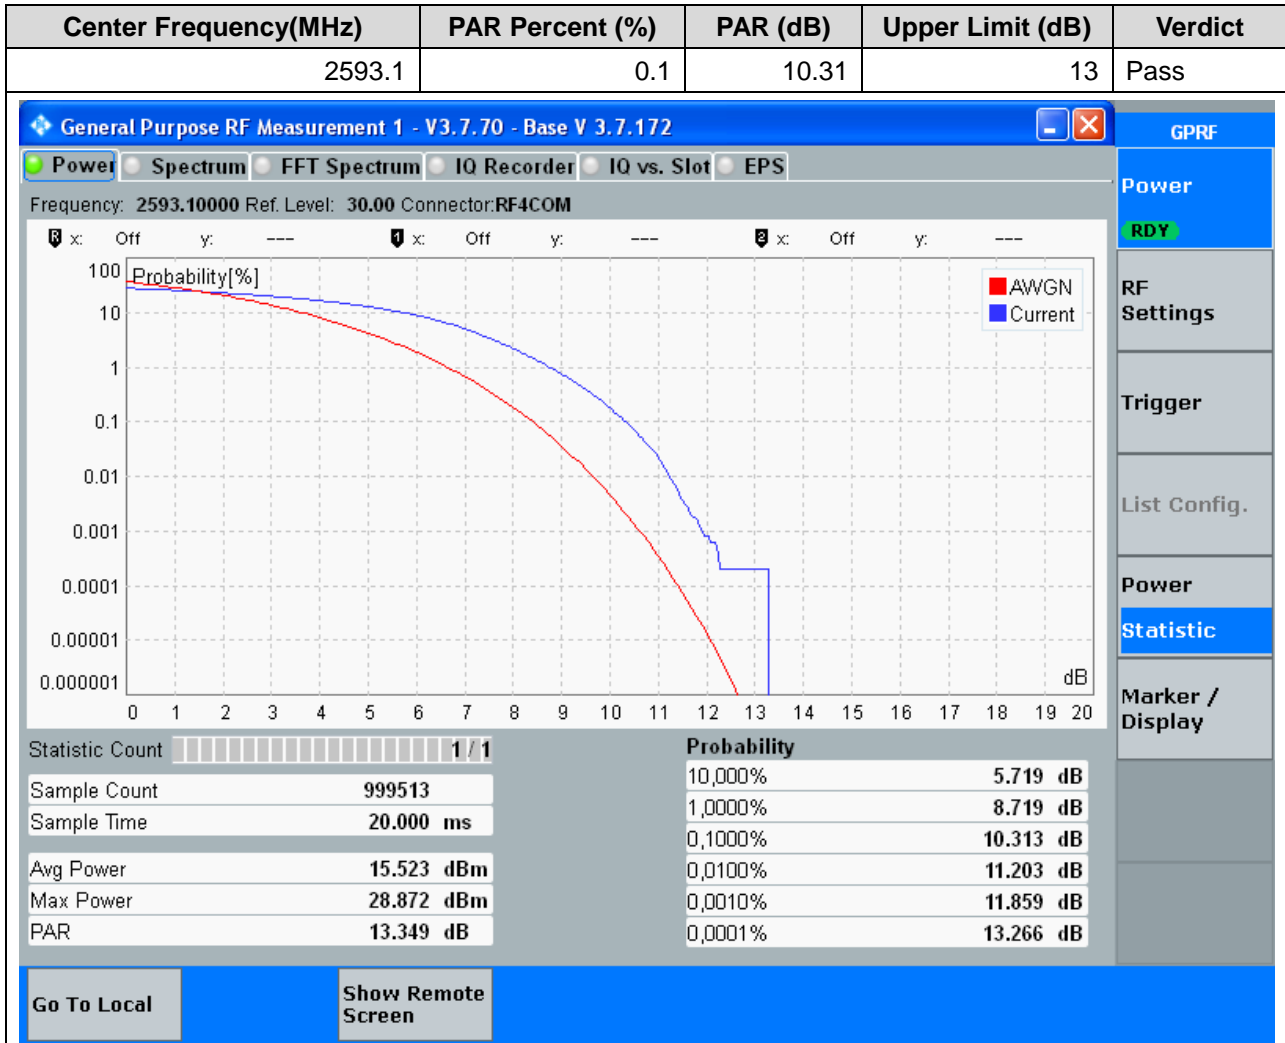 Center Frequency(MHz) PAR Percent (%) PAR (dB) Upper Limit (dB) Verdict
2593.1 0.1 10.31 13 Pass
General Purpose RF Measurement 1 - V3.7.70 - Base V 3.7.172
GPRF
Power Spectrum FFT Spectrum IQ Recorder IQ vs. Slot EPS
Frequency: 2593.10000 Ref. Level: 30.00 Connector:RF4COM
R x: Off y: --- 1 x: Off y: --- 2 x: Off y: ---
Probability[%]
AWGN
Current
100
10
1
0.1
0.01
0.001
0.0001
0.00001
0.000001
dB
0 1 2 3 4 5 6 7 8 9 10 11 12 13 14 15 16 17 18 19 20
Statistic Count 1 / 1
Sample Count 999513
Sample Time 20.000 ms
Avg Power 15.523 dBm
Max Power 28.872 dBm
PAR 13.349 dB
Probability
10,000% 5.719 dB
1,0000% 8.719 dB
0,1000% 10.313 dB
0,0100% 11.203 dB
0,0010% 11.859 dB
0,0001% 13.266 dB
Power
RDY
RF
Settings
Trigger
List Config.
Power
Statistic
Marker /
Display
Go To Local
Show Remote
Screen